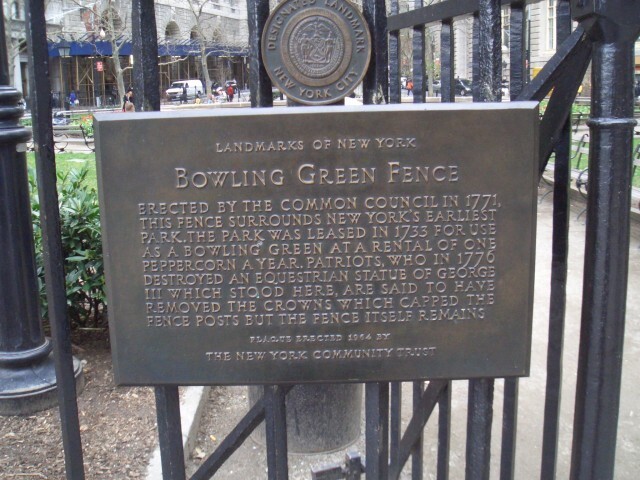 DESIGNATED LANDMARK
NEW YORK CITY
LANDMARKS OF NEW YORK
BOWLING GREEN FENCE
ERECTED BY THE COMMON COUNCIL IN 1771,
THIS FENCE SURROUNDS NEW YORK'S EARLIEST
PARK. THE PARK WAS LEASED IN 1733 FOR USE
AS A BOWLING GREEN AT A RENTAL OF ONE
PEPPERCORN A YEAR. PATRIOTS, WHO IN 1776
DESTROYED AN EQUESTRIAN STATUE OF GEORGE
III WHICH STOOD HERE, ARE SAID TO HAVE
REMOVED THE CROWNS WHICH CAPPED THE
FENCE POSTS BUT THE FENCE ITSELF REMAINS
PLAQUE ERECTED 1964 BY
THE NEW YORK COMMUNITY TRUST